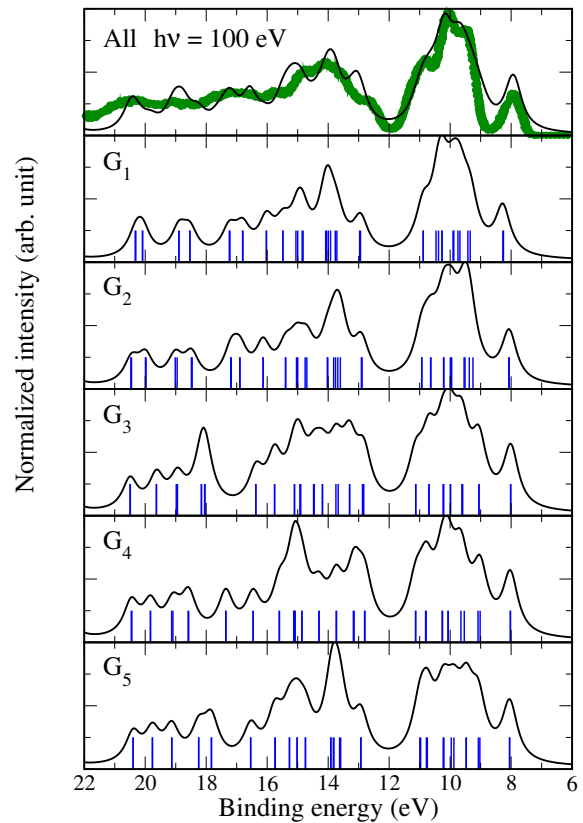 All hν = 100 eV
G1
G2
G3
G4
G5
Normalized intensity (arb. unit)
22 20 18 16 14 12 10 8 6
Binding energy (eV)